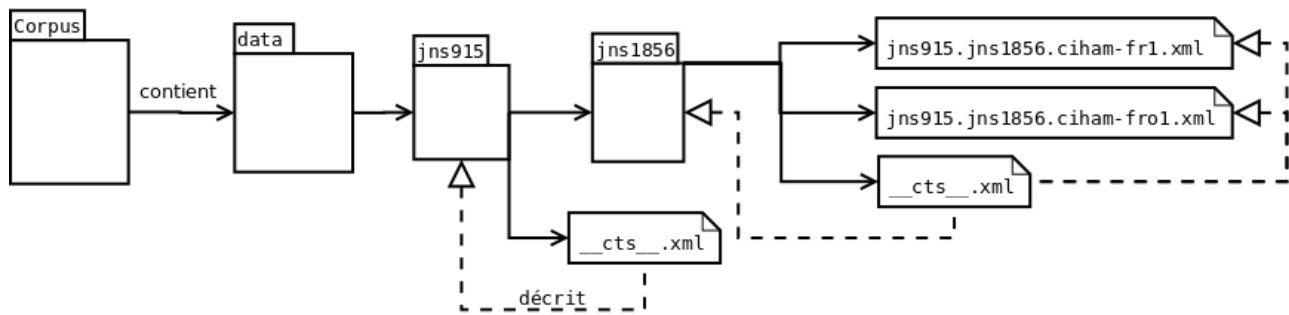 Corpus
contient
data
jns915
jns1856
jns915.jns1856.ciham-fr1.xml
jns915.jns1856.ciham-fro1.xml
__cts__.xml
__cts__.xml
décrit